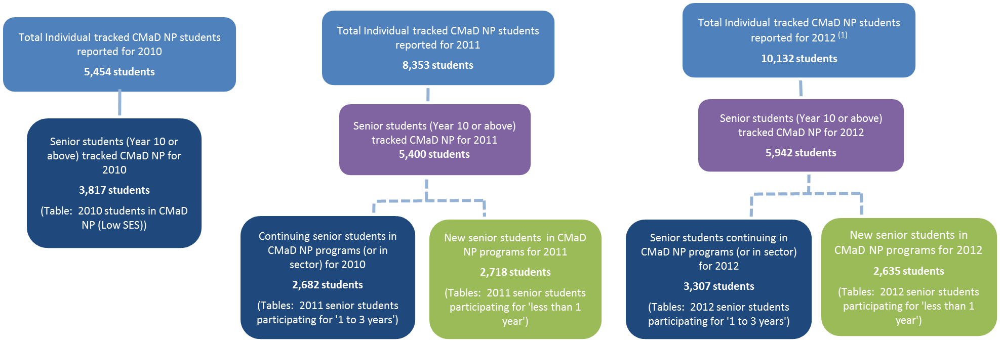 Total Individual tracked CMaD NP students
reported for 2010
5,454 students
Senior students (Year 10 or
above) tracked CMaD NP for
2010
3,817 students
(Table:  2010 students in CMaD
NP (Low SES))
Total Individual tracked CMaD NP students
reported for 2011
8,353 students
Senior students (Year 10 or above)
tracked CMaD NP for 2011
5,400 students
Continuing senior students in
CMaD NP programs (or in
sector) for 2010
2,682 students
(Tables:  2011 senior students
participating for '1 to 3 years')
New senior students  in CMaD
NP programs for 2011
2,718 students
(Tables:  2011 senior students
participating for 'less than 1
year')
Total Individual tracked CMaD NP students
reported for 2012 (1)
10,132 students
Senior students (Year 10 or above)
tracked CMaD NP for 2012
5,942 students
Senior students continuing in
CMaD NP programs (or in sector)
for 2012
3,307 students
(Tables:  2012 senior students
participating for '1 to 3 years')
New senior students in
CMaD NP programs for 2012
2,635 students
(Tables:  2012 senior students
participating for 'less than 1
year')